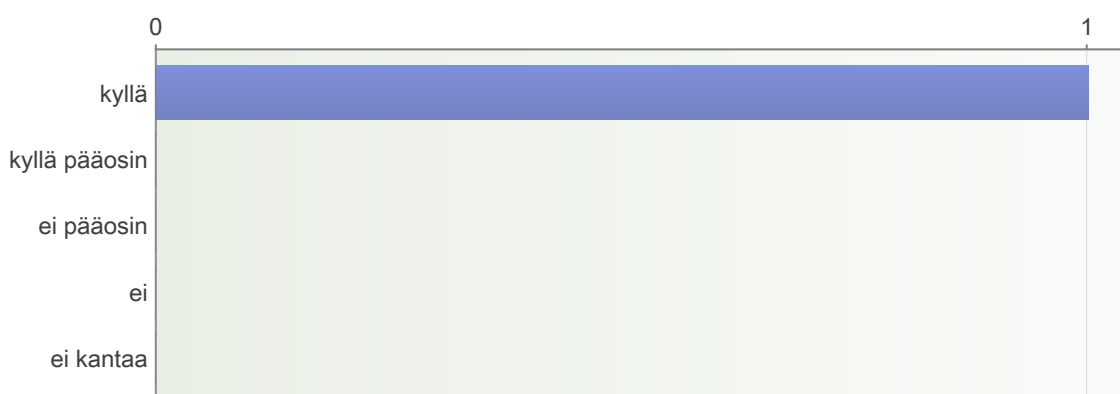 0 1
kyllä
kyllä pääosin
ei pääosin
ei
ei kantaa